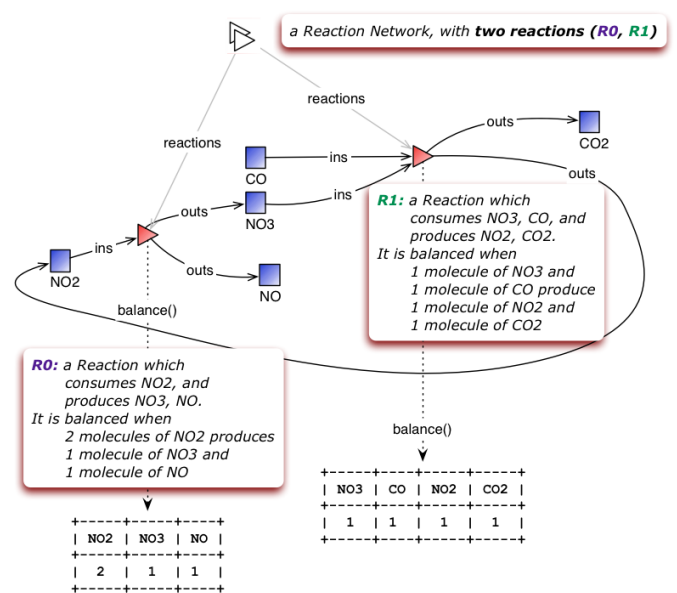 a Reaction Network, with two reactions (R0, R1)
reactions
reactions
outs
CO2
CO
ins
outs
NO3
ins
outs
NO2
ins
outs
NO
R1: a Reaction which
consumes NO3, CO, and
produces NO2, CO2.
It is balanced when
1 molecule of NO3 and
1 molecule of CO produce
1 molecule of NO2 and
1 molecule of CO2
balance()
R0: a Reaction which
consumes NO2, and
produces NO3, NO.
It is balanced when
2 molecules of NO2 produces
1 molecule of NO3 and
1 molecule of NO
balance()
+-----+-----+-----+-----+
| NO3 | CO | NO2 | CO2 |
+-----+-----+-----+-----+
| 1 | 1 | 1 | 1 |
+-----+-----+-----+-----+
+-----+-----+-----+
| NO2 | NO3 | NO |
+-----+-----+-----+
| 2 | 1 | 1 |
+-----+-----+-----+